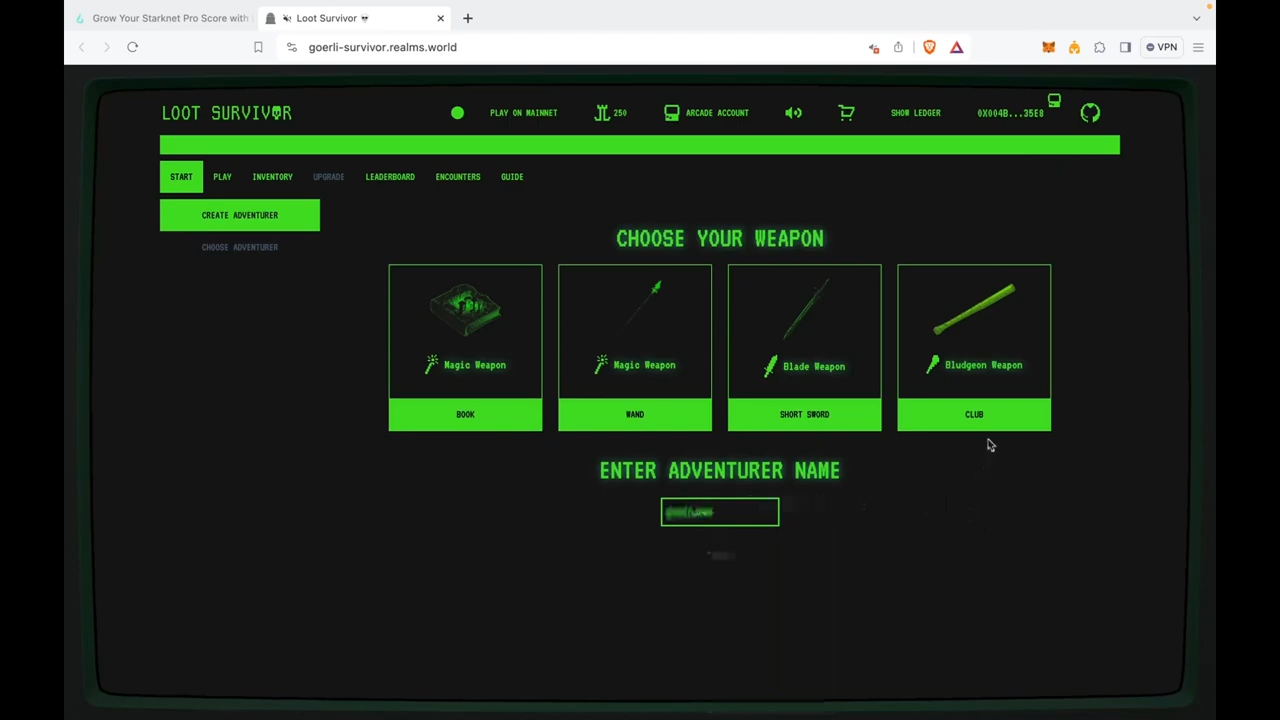 Grow Your Starknet Pro Score with
Loot Survivor
goerli-survivor.realms.world
VPN
LOOT SURVIVOR
PLAY ON MAINNET
250
ARCADE ACCOUNT
SHOW LEDGER
0X004B...35E8
START
PLAY
INVENTORY
UPGRADE
LEADERBOARD
ENCOUNTERS
GUIDE
CREATE ADVENTURER
CHOOSE ADVENTURER
CHOOSE YOUR WEAPON
Magic Weapon
BOOK
Magic Weapon
WAND
Blade Weapon
SHORT SWORD
Bludgeon Weapon
CLUB
ENTER ADVENTURER NAME